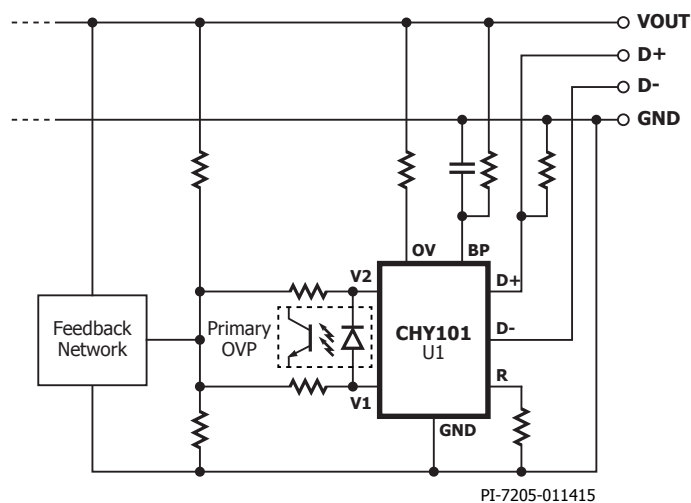 VOUT
D+
D-
GND
OV
BP
V2
D+
Feedback
Network
Primary
OVP
CHY101
U1
D-
R
V1
GND
PI-7205-011415